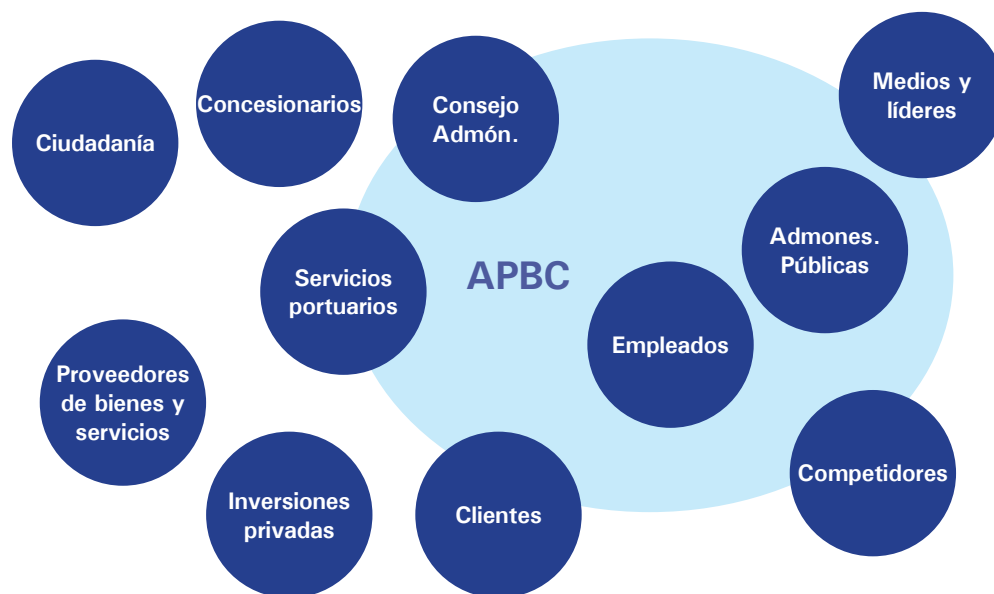 Ciudadanía
Concesionarios
Consejo
Admón.
Medios y
líderes
Servicios
portuarios
APBC
Admones.
Públicas
Empleados
Proveedores
de bienes y
servicios
Inversiones
privadas
Clientes
Competidores